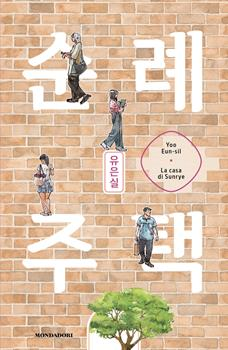 순례
유은실
Yoo
Eun-sil
La casa
di Sunrye
주택
MONDADORI